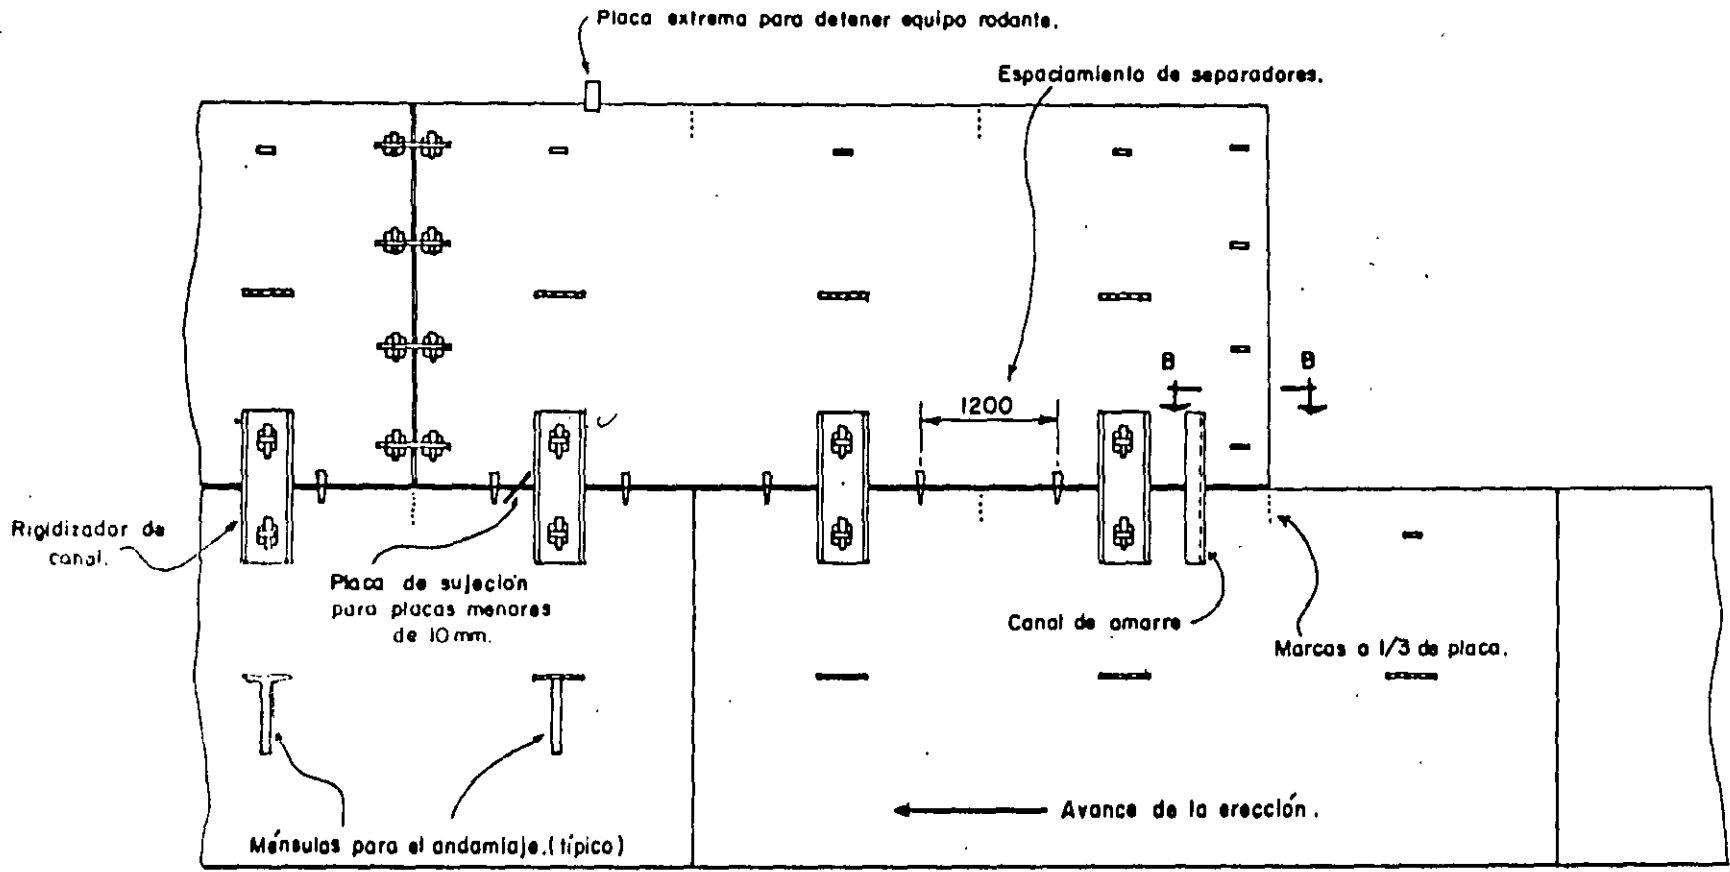 Placa extrema para detener equipo rodante.
Espaciamiento de separadores.
B
B
1200
Rigidizador de
canal.
Placa de sujeción
para placas menores
de 10 mm.
Canal de amarre
Marcas a 1/3 de placa.
Avance de la erección.
Ménsulas para el andamiaje.(típico)